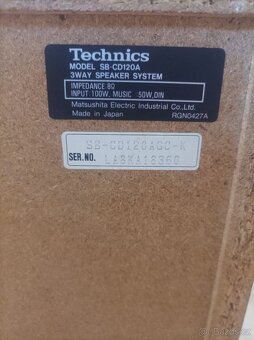 Technics
MODEL SB-CD120A
3WAY SPEAKER SYSTEM
IMPEDANCE 8Ω
INPUT 100W, MUSIC 50W, DIN
Matsushita Electric Industrial Co., Ltd.
Made in Japan RGN0427A
SB-CD120AGC-K
SER.NO. LA8KA18360